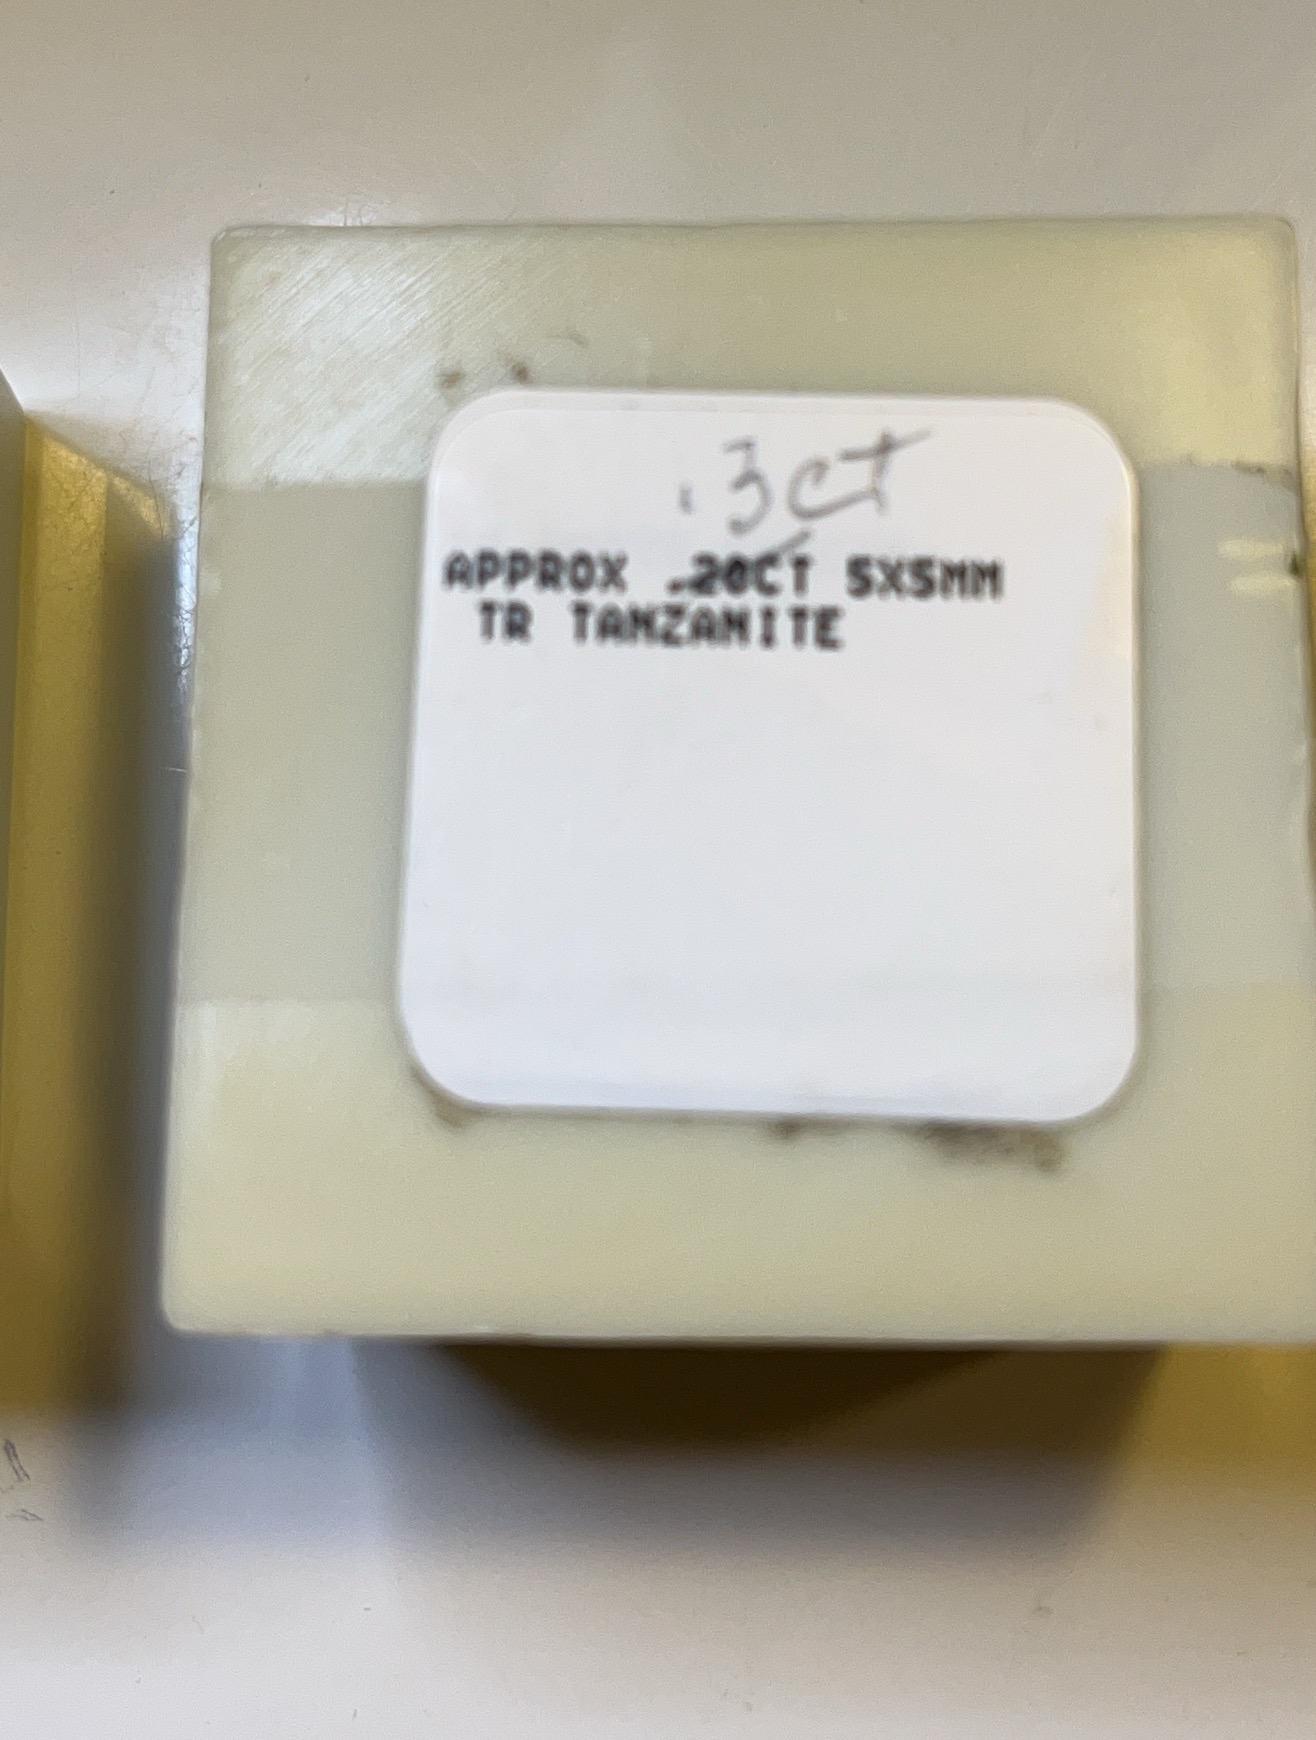 .3ct
APPROX .20CT 5X5MM
TR TANZANITE